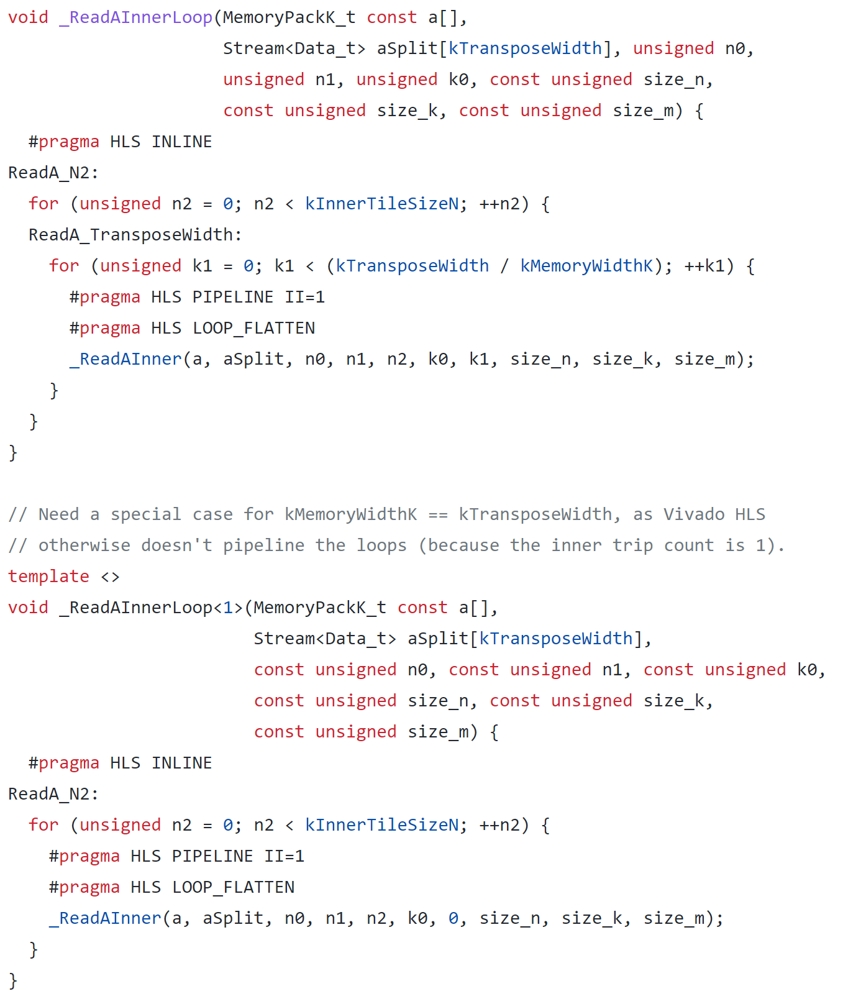 void _ReadAInnerLoop(MemoryPackK_t const a[],
                     Stream<Data_t> aSplit[kTransposeWidth], unsigned n0,
                     unsigned n1, unsigned k0, const unsigned size_n,
                     const unsigned size_k, const unsigned size_m) {
  #pragma HLS INLINE
ReadA_N2:
  for (unsigned n2 = 0; n2 < kInnerTileSizeN; ++n2) {
  ReadA_TransposeWidth:
    for (unsigned k1 = 0; k1 < (kTransposeWidth / kMemoryWidthK); ++k1) {
      #pragma HLS PIPELINE II=1
      #pragma HLS LOOP_FLATTEN
      _ReadAInner(a, aSplit, n0, n1, n2, k0, k1, size_n, size_k, size_m);
    }
  }
}

// Need a special case for kMemoryWidthK == kTransposeWidth, as Vivado HLS
// otherwise doesn't pipeline the loops (because the inner trip count is 1).
template <>
void _ReadAInnerLoop<1>(MemoryPackK_t const a[],
                        Stream<Data_t> aSplit[kTransposeWidth],
                        const unsigned n0, const unsigned n1, const unsigned k0,
                        const unsigned size_n, const unsigned size_k,
                        const unsigned size_m) {
  #pragma HLS INLINE
ReadA_N2:
  for (unsigned n2 = 0; n2 < kInnerTileSizeN; ++n2) {
    #pragma HLS PIPELINE II=1
    #pragma HLS LOOP_FLATTEN
    _ReadAInner(a, aSplit, n0, n1, n2, k0, 0, size_n, size_k, size_m);
  }
}